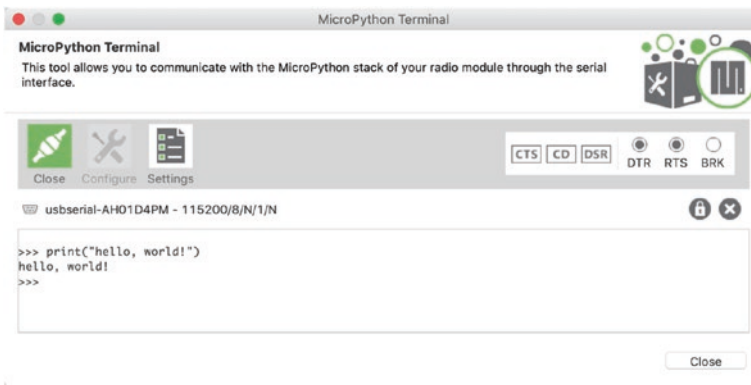 MicroPython Terminal
MicroPython Terminal
This tool allows you to communicate with the MicroPython stack of your radio module through the serial
interface.
Close Configure Settings
CTS CD DSR DTR RTS BRK
usbserial-AH01D4PM - 115200/8/N/1/N
>>> print("hello, world!")
hello, world!
>>>
Close